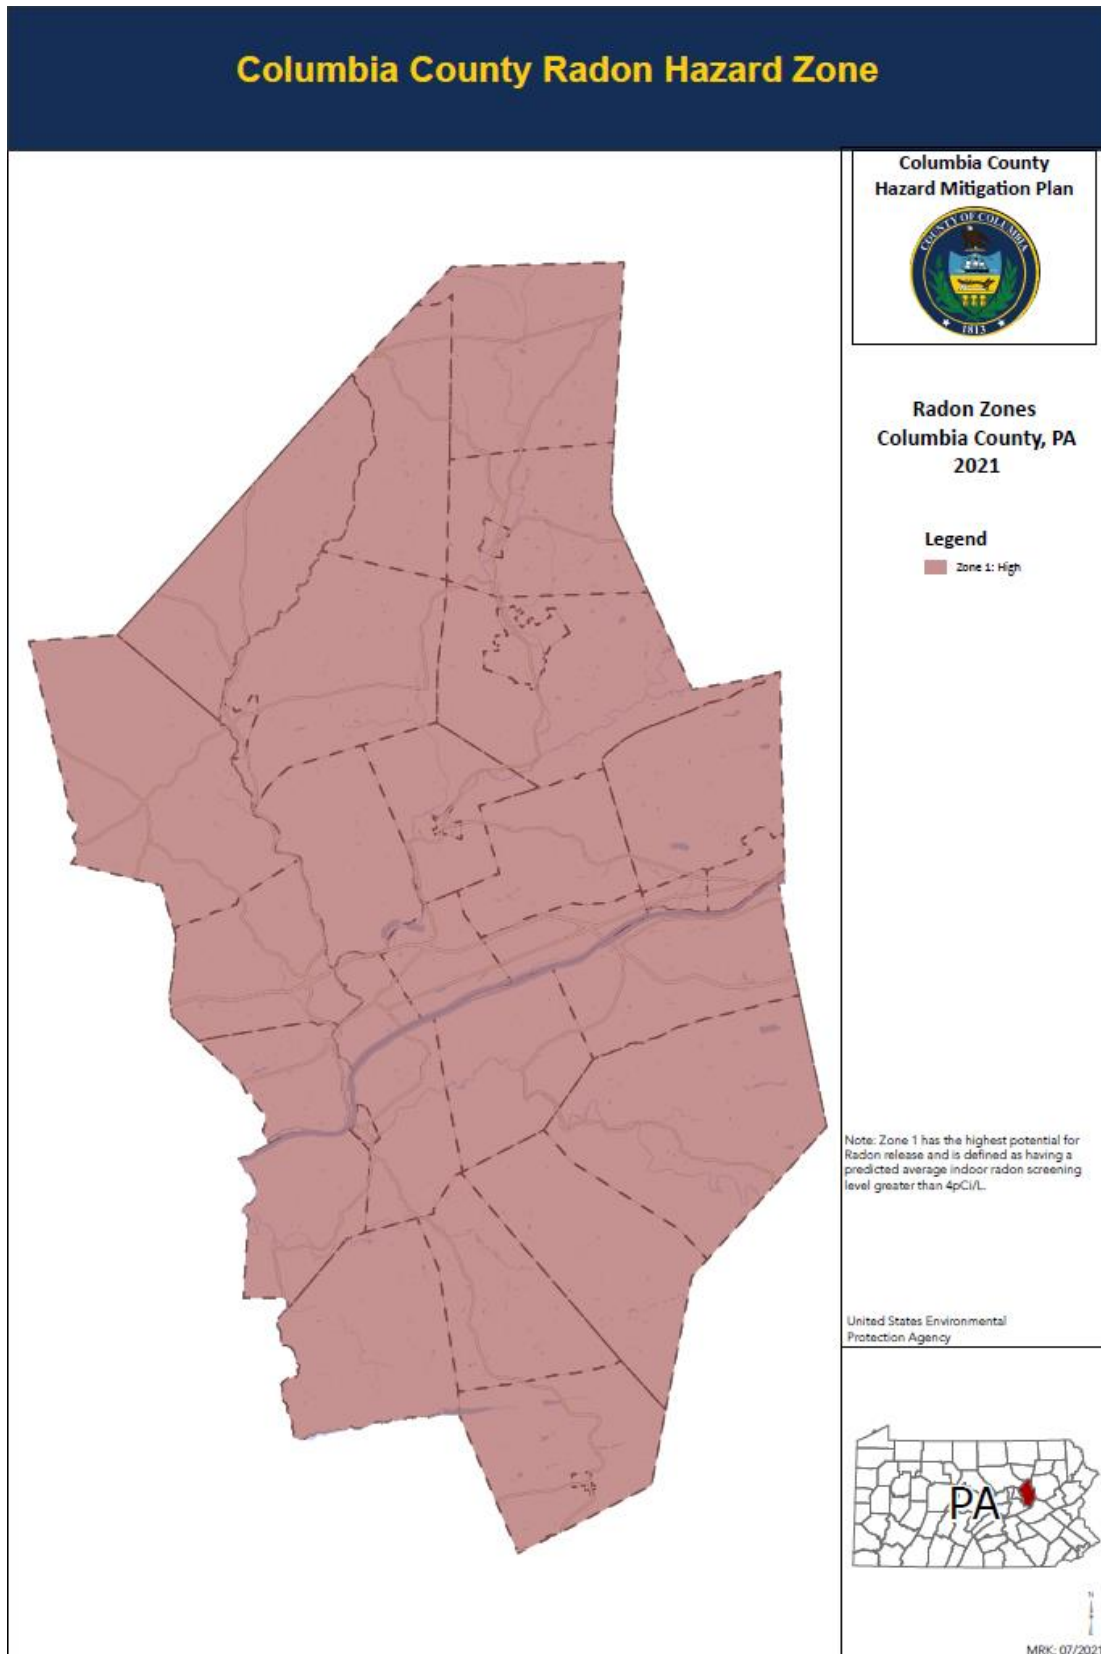 Columbia County Radon Hazard Zone
Columbia County
Hazard Mitigation Plan
COUNTY OF COLUMBIA
1813
Radon Zones
Columbia County, PA
2021
Legend
Zone 1: High
Note: Zone 1 has the highest potential for
Radon release and is defined as having a
predicted average indoor radon screening
level greater than 4pCi/L.
United States Environmental
Protection Agency
PA
N
MRK: 07/2021